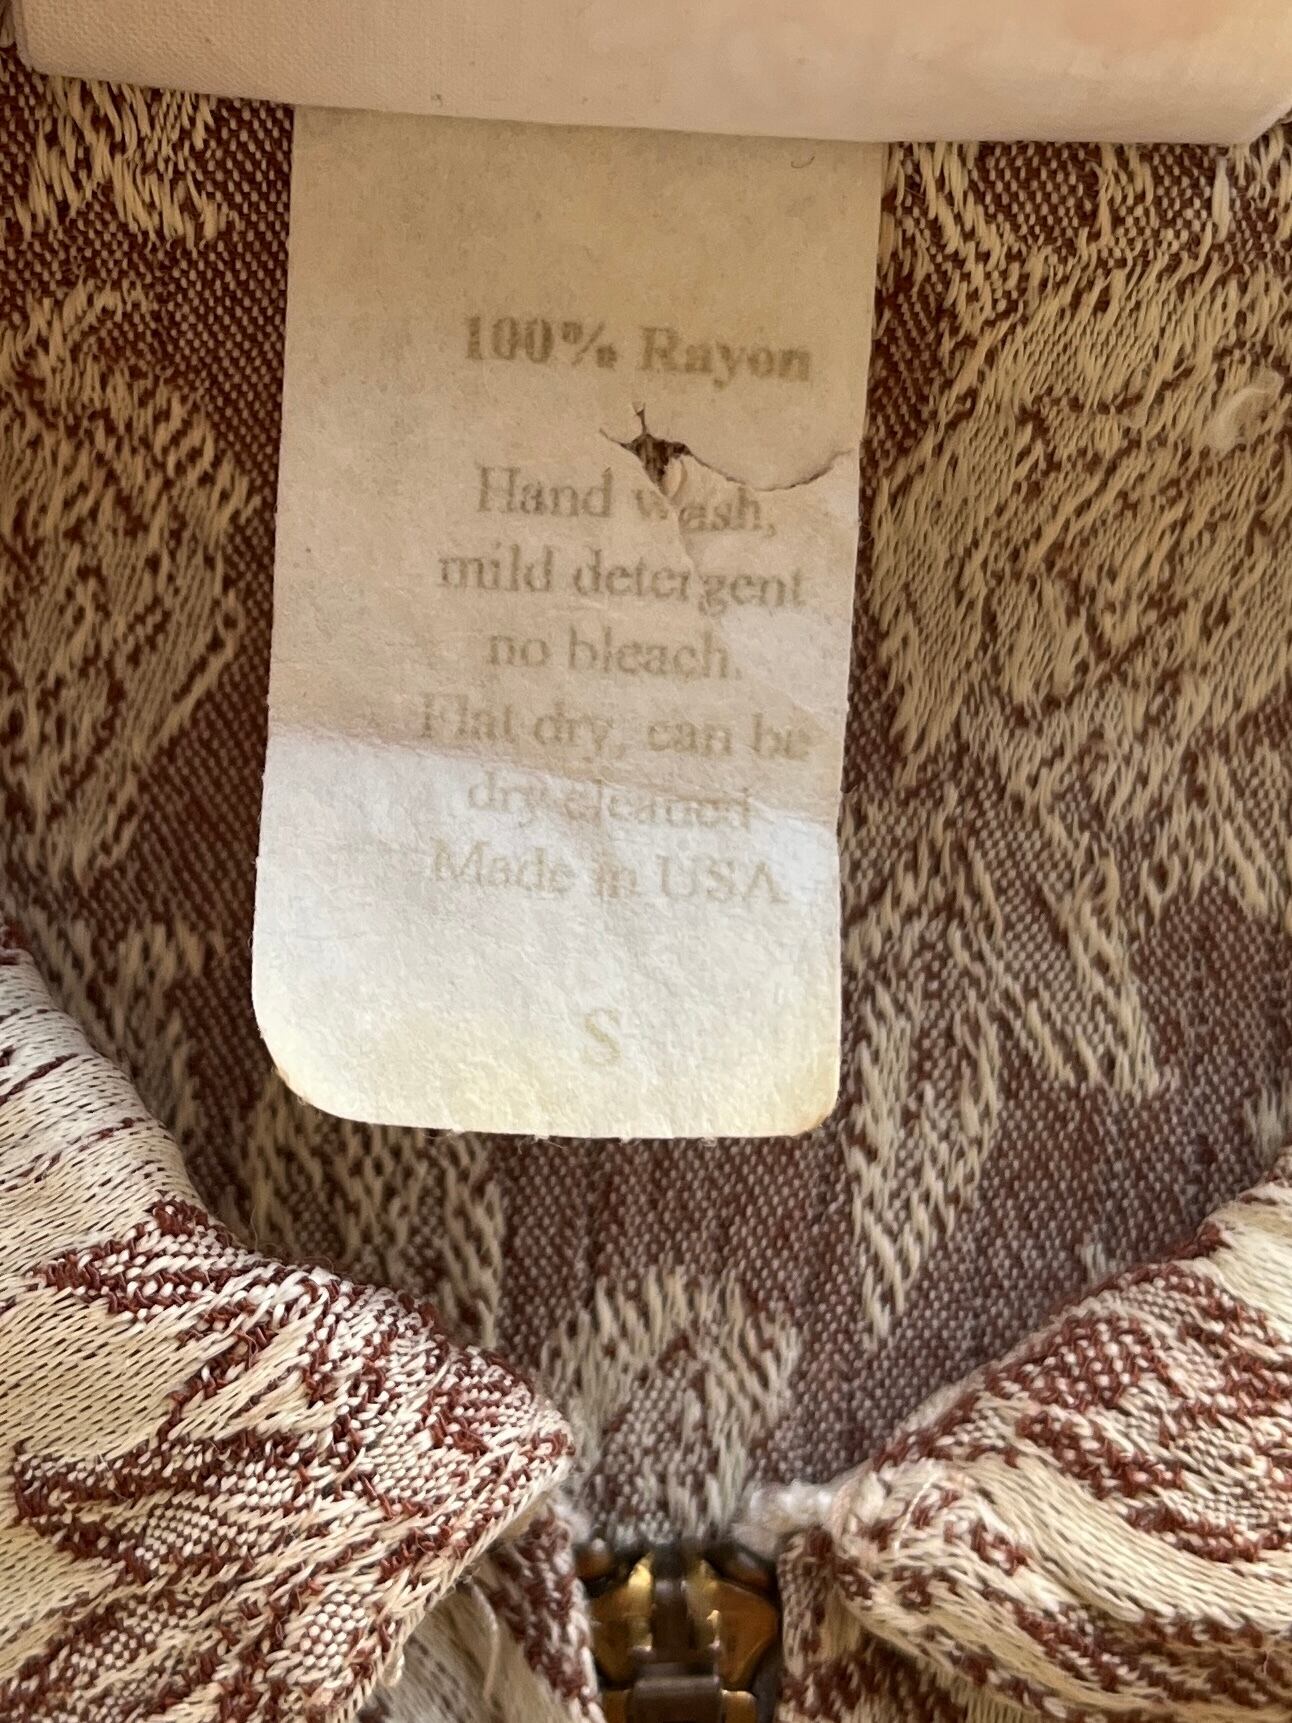 100% Rayon
Hand wash,
mild detergent
no bleach.
Flat dry, can be
dry cleaned
Made in USA
S